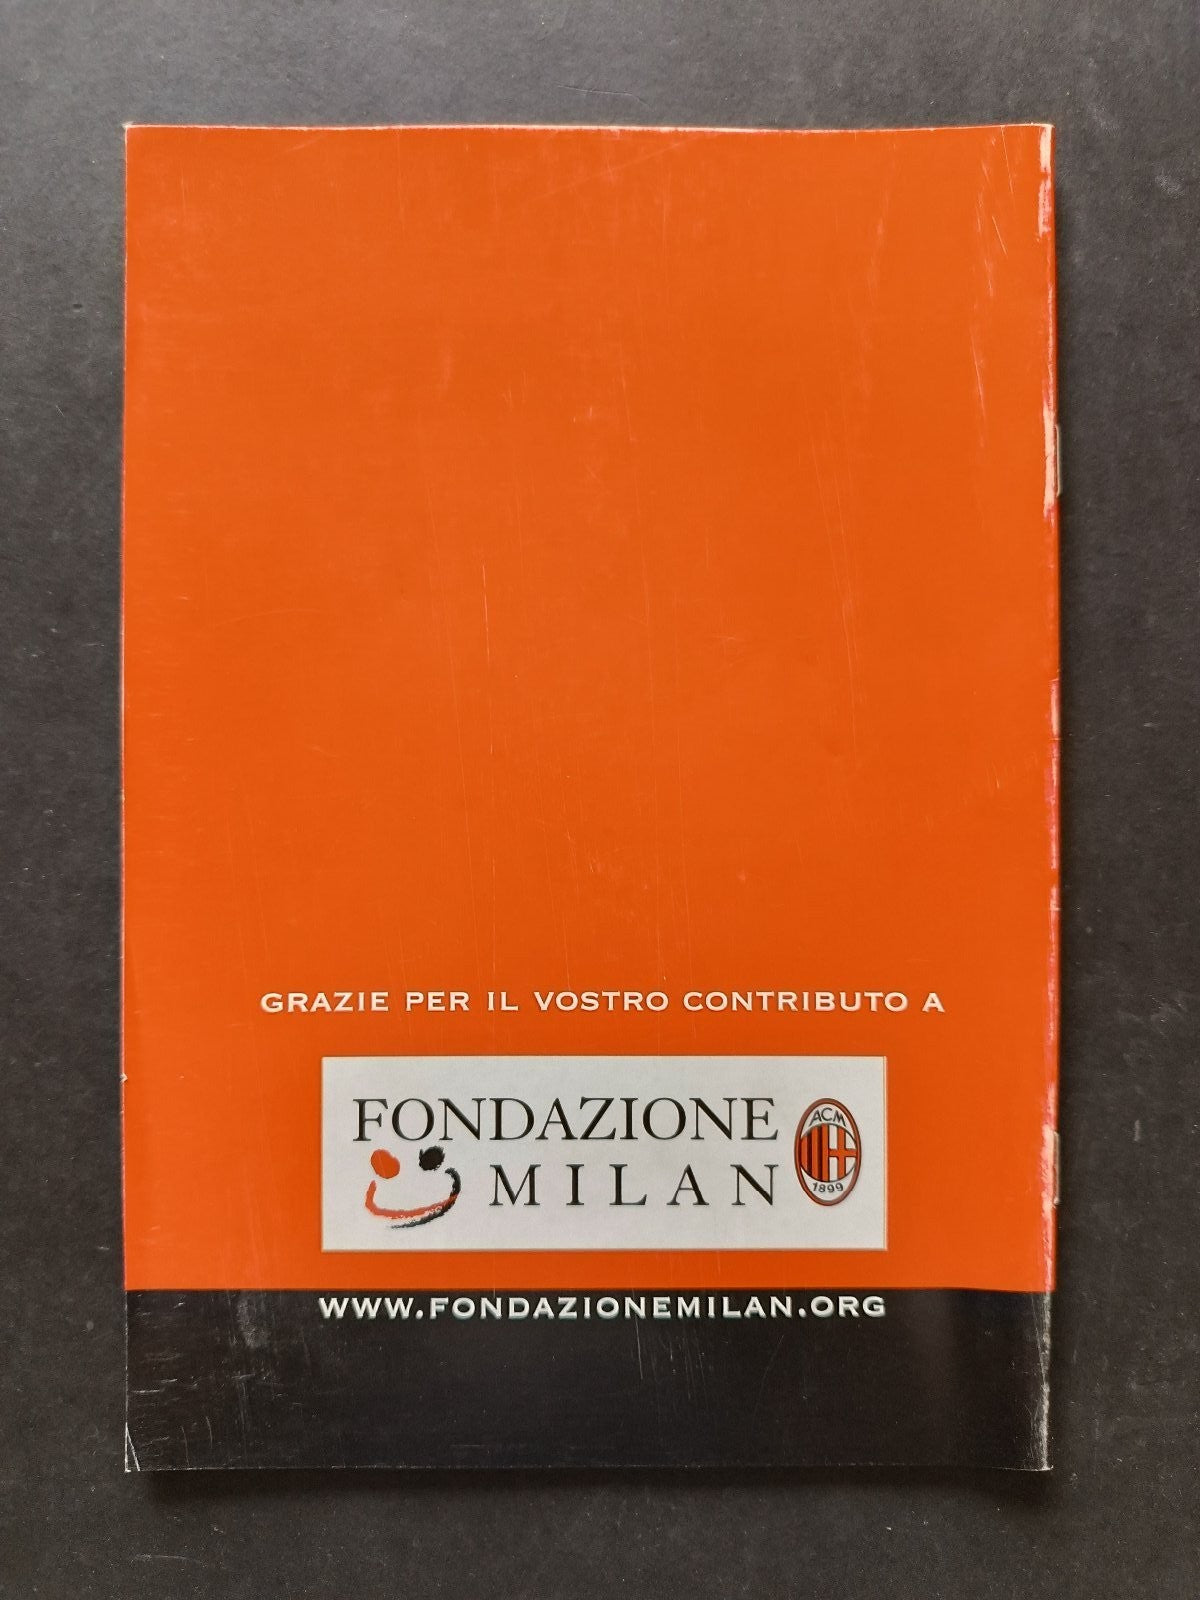 GRAZIE PER IL VOSTRO CONTRIBUTO A
FONDAZIONE
MILAN
ACM
1899
WWW.FONDAZIONEMILAN.ORG